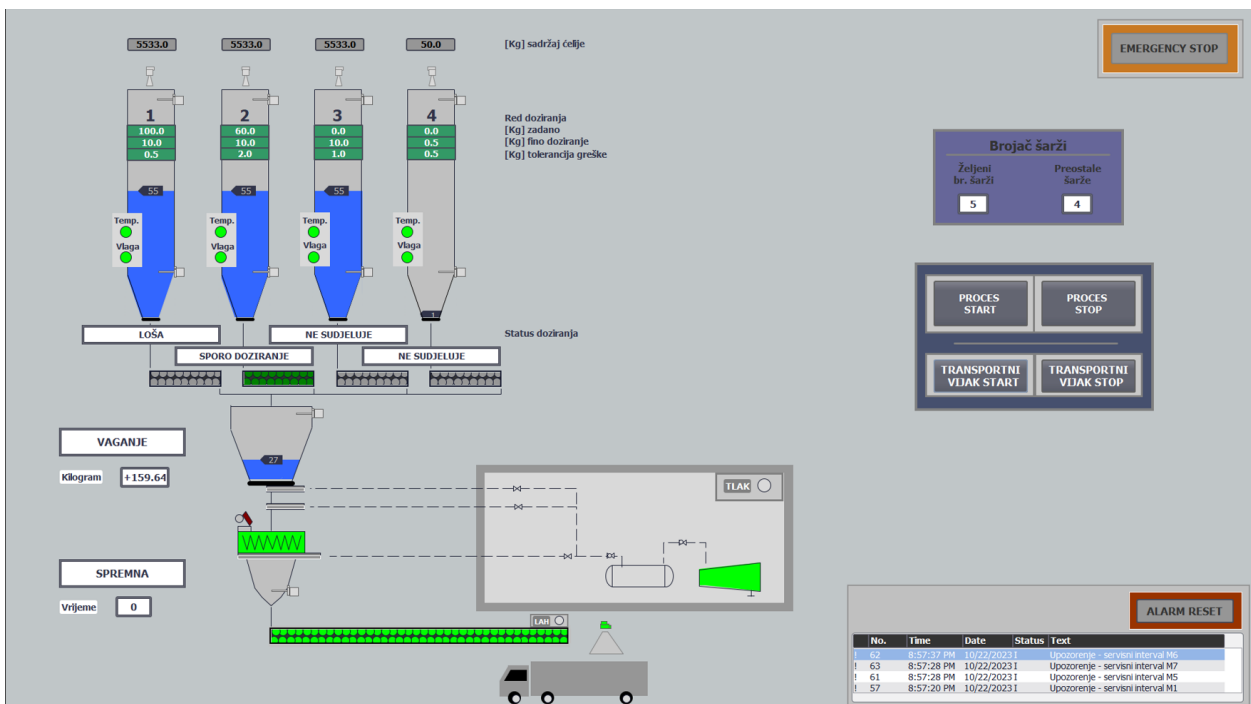 5533.0 5533.0 5533.0 50.0 [Kg] sadržaj ćelije
EMERGENCY STOP
1 2 3 4 Red doziranja
100.0 60.0 0.0 0.0 [Kg] zadano
10.0 10.0 10.0 0.5 [Kg] fino doziranje
0.5 2.0 1.0 0.5 [Kg] tolerancija greške
Brojač šarži
Željeni
br. šarži
Preostale
šarže
5 4
55 55 55
Temp. Temp. Temp. Temp.
Vlaga Vlaga Vlaga Vlaga
1
PROCES
START
PROCES
STOP
LOŠA NE SUDJELUJE Status doziranja
SPORO DOZIRANJE NE SUDJELUJE
TRANSPORTNI
VIJAK START
TRANSPORTNI
VIJAK STOP
VAGANJE
27
Kilogram +159.64
TLAK
SPREMNA
Vrijeme 0
LAH
ALARM RESET
No. Time Date Status Text
! 62 8:57:37 PM 10/22/2023 I Upozorenje - servisni interval M6
! 63 8:57:28 PM 10/22/2023 I Upozorenje - servisni interval M7
! 61 8:57:28 PM 10/22/2023 I Upozorenje - servisni interval M5
! 57 8:57:20 PM 10/22/2023 I Upozorenje - servisni interval M1